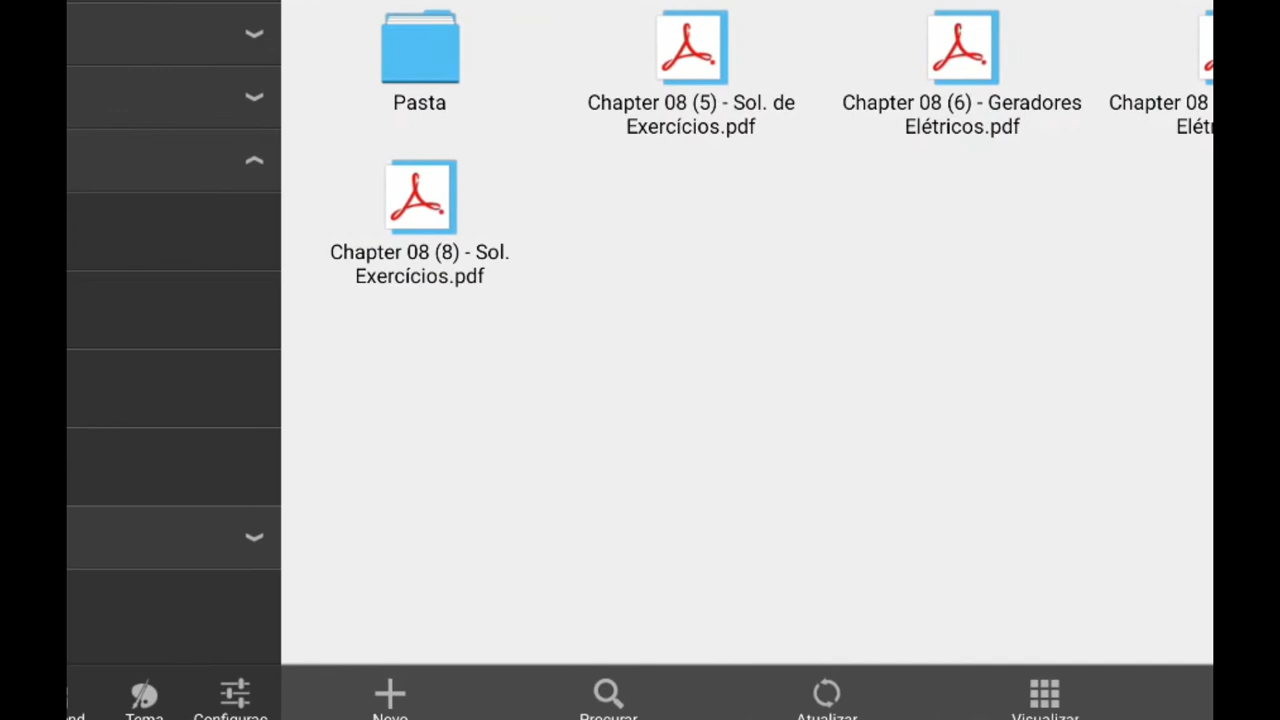 Pasta
Chapter 08 (5) - Sol. de
Exercícios.pdf
Chapter 08 (6) - Geradores
Elétricos.pdf
Chapter 08
Chapter 08 (8) - Sol.
Exercícios.pdf
Tema
Configurac
Novo
Procurar
Atualizar
Visualizar